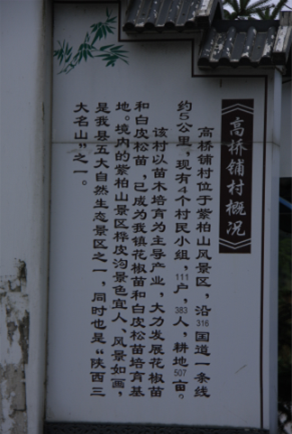 高桥铺村概况
高桥铺村位于紫柏山风景区，沿316国道一条线
约5公里，现有4个村民小组，111户，383人，耕地507亩。
该村以苗木培育为主导产业，大力发展花椒苗
和白皮松苗，已成为我镇花椒苗和白皮松苗培育基
地。境内的紫柏山景区桦皮沟景色宜人、风景如画，
是我县五大自然生态景区之一，同时也是“陕西三
大名山”之一。